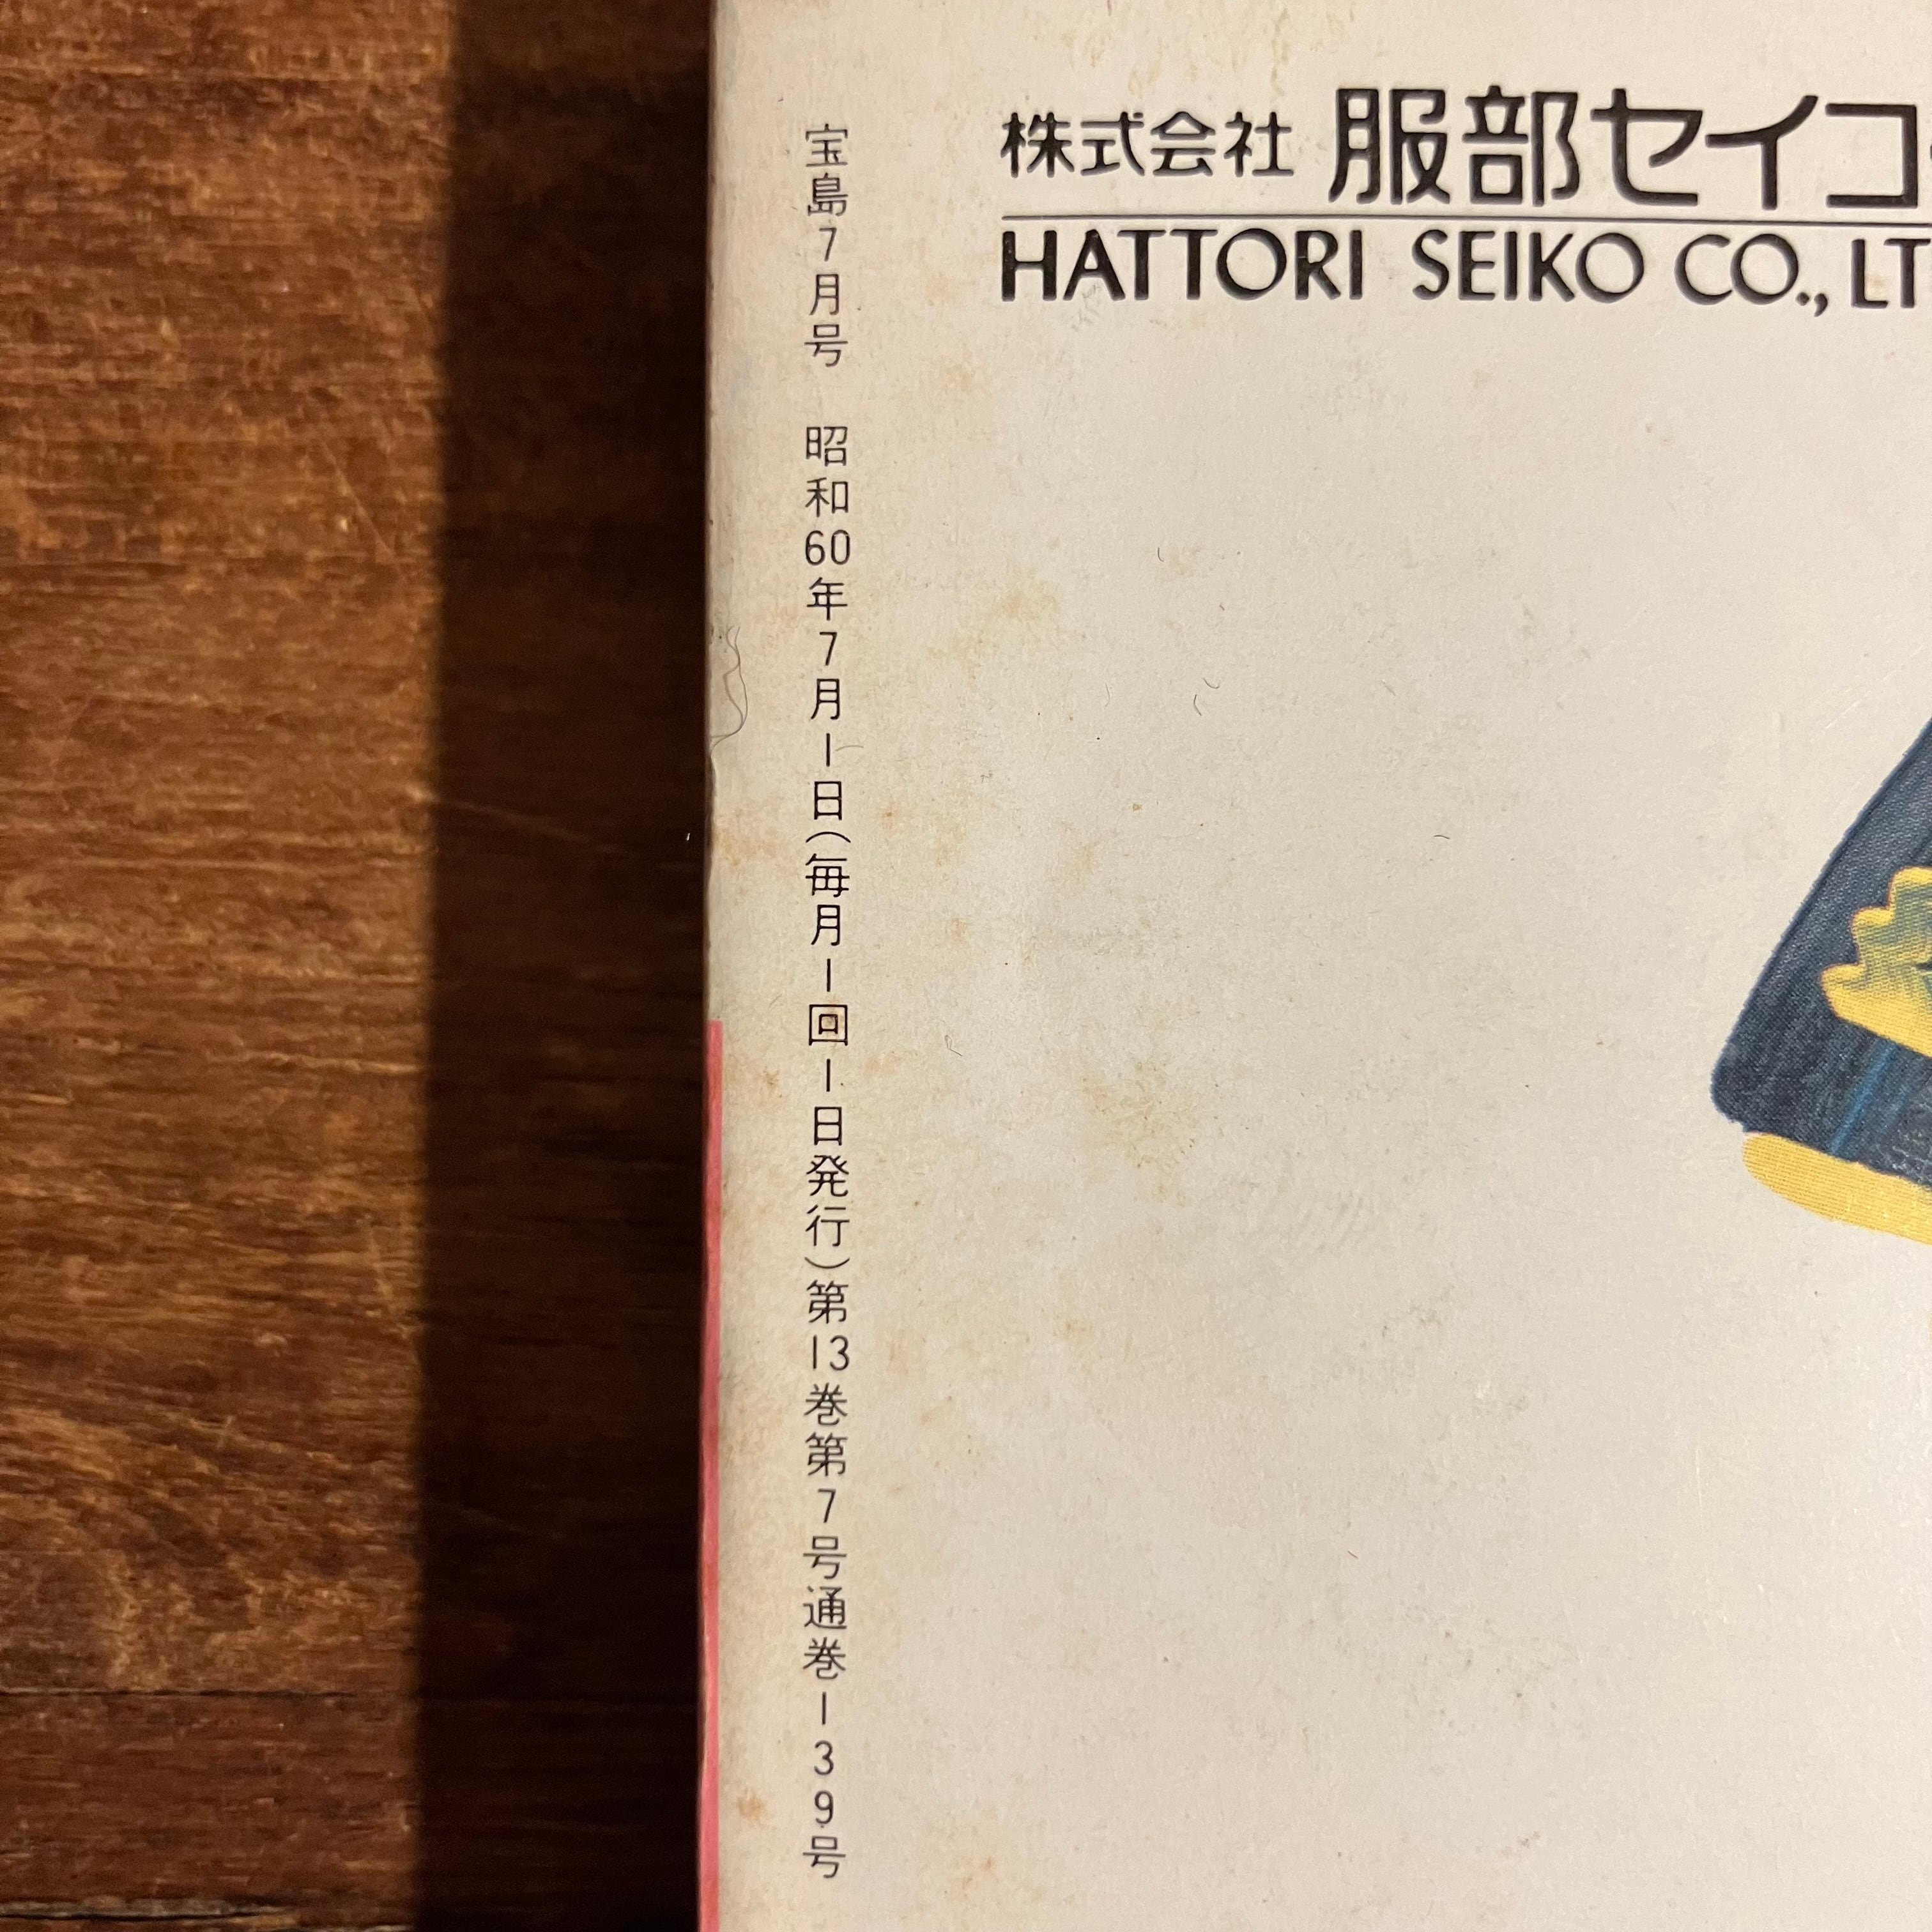 株式会社 服部セイコ
HATTORI SEIKO CO., LT
宝島7月号 昭和60年7月1日(毎月1回1日発行)第13巻第7号通巻139号